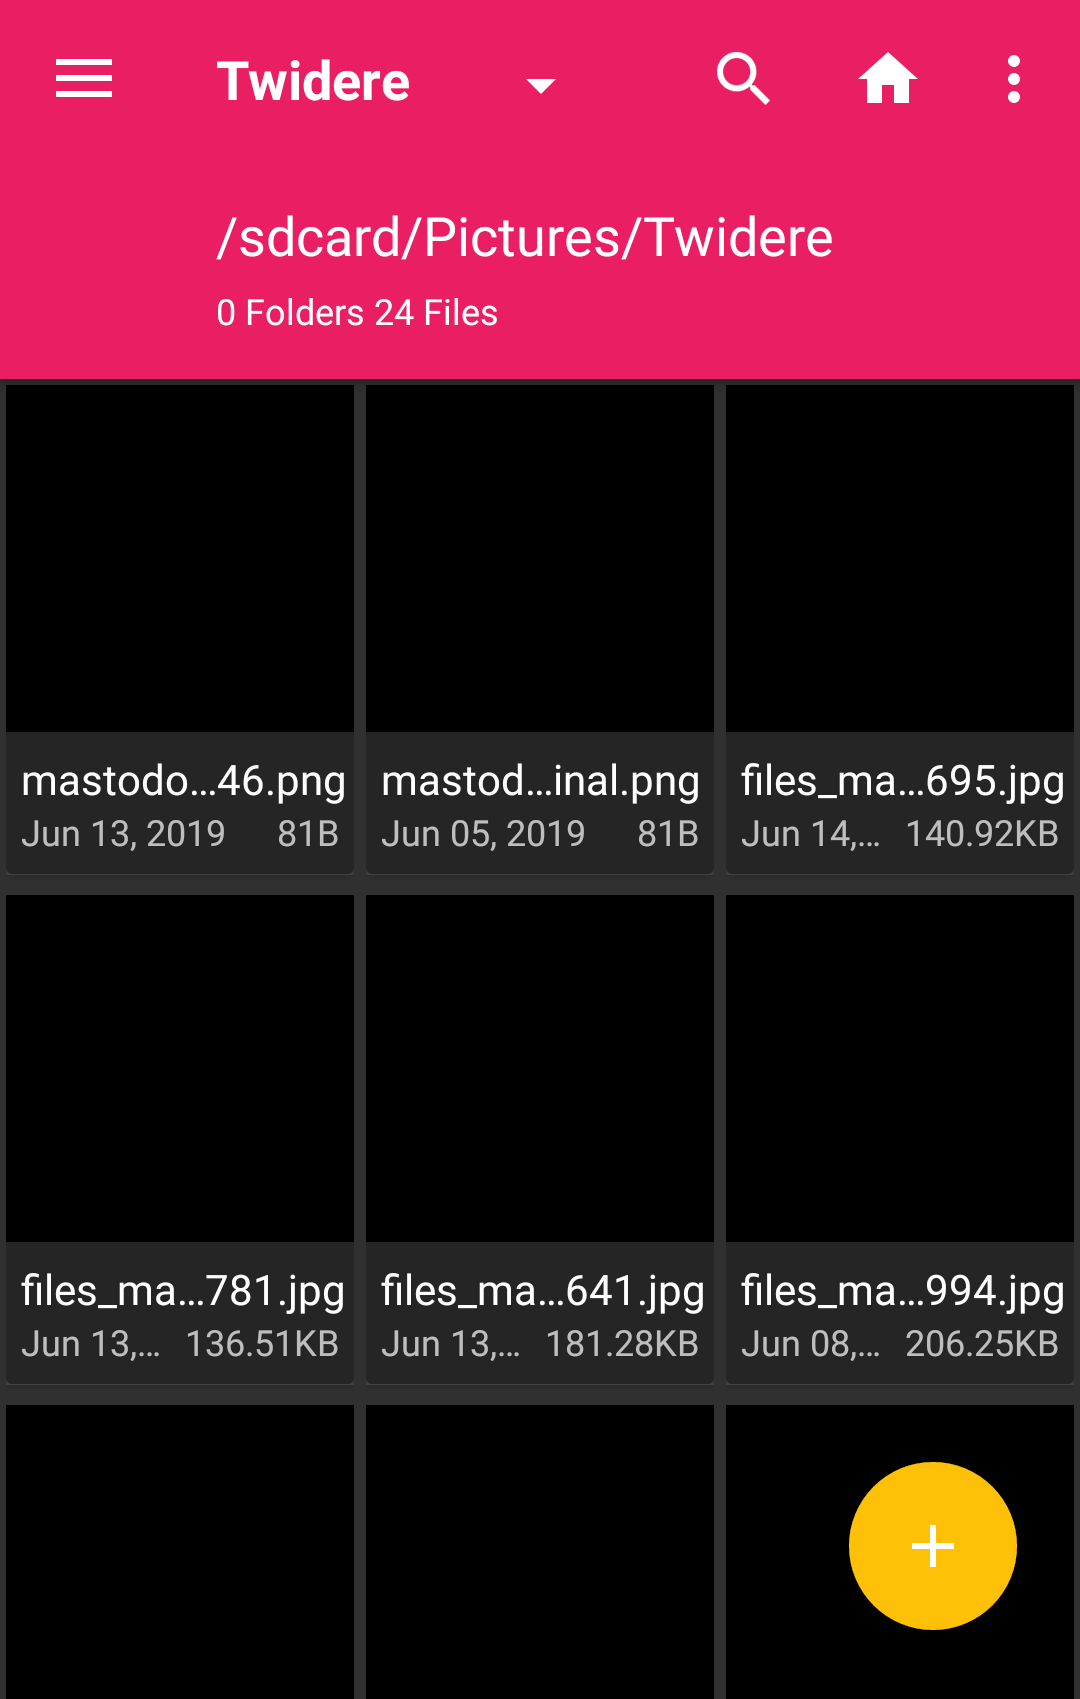 Twidere
/sdcard/Pictures/Twidere
0 Folders 24 Files
mastodo...46.png
Jun 13, 2019 81B
mastod...inal.png
Jun 05, 2019 81B
files_ma...695.jpg
Jun 14,... 140.92KB
files_ma...781.jpg
Jun 13,... 136.51KB
files_ma...641.jpg
Jun 13,... 181.28KB
files_ma...994.jpg
Jun 08,... 206.25KB